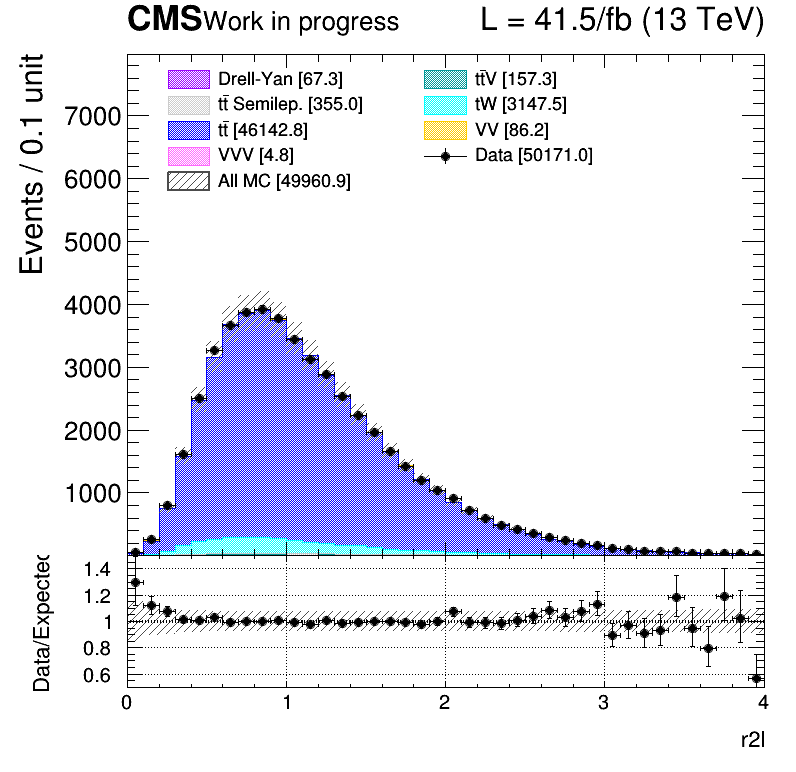 CMS Work in progress L = 41.5/fb (13 TeV)
Events / 0.1 unit
Drell-Yan [67.3] tt̄V [157.3]
tt̄ Semilep. [355.0] tW [3147.5]
tt̄ [46142.8] VV [86.2]
VVV [4.8] Data [50171.0]
All MC [49960.9]
7000
6000
5000
4000
3000
2000
1000
Data/Expected
1.4
1.2
1
0.8
0.6
0 1 2 3 4
r2l